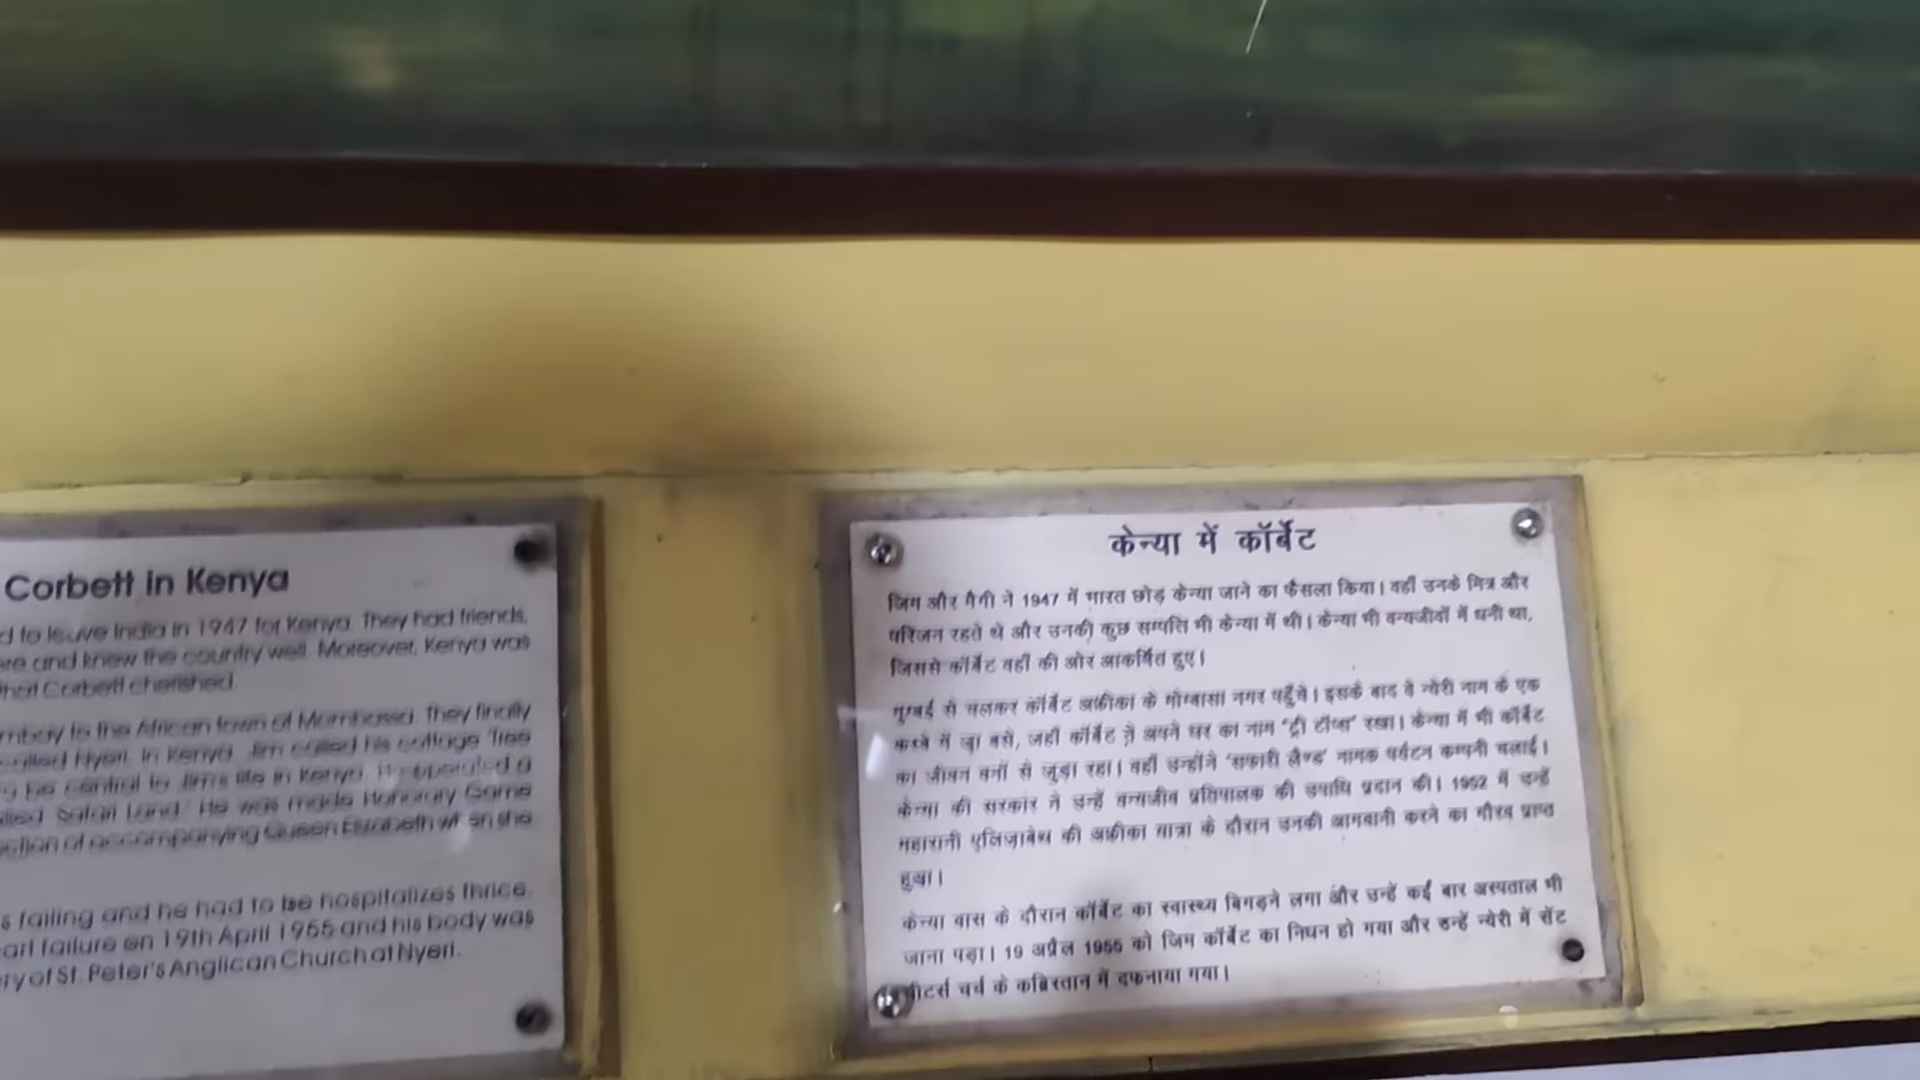 Corbett in Kenya
d to leave India in 1947 for Kenya. They had friends,
ere and knew the country well. Moreover, Kenya was
that Corbett cherished.
mbay to the African town of Mombassa. They finally
called Nyeri. In Kenya Jim called his cottage 'Tree
be central to Jim's life in Kenya. He operated a
'Safari Land.' He was made Honorary Game
of accompanying Queen Elizabeth when she
s failing and he had to be hospitalizes thrice.
art failure on 19th April 1955 and his body was
ry of St. Peter's Anglican Church at Nyeri.
केन्या में कॉर्बेट
जिम और मैगी ने 1947 में भारत छोड़ केन्या जाने का फैसला किया। वहाँ उनके मित्र और
परिजन रहते थे और उनकी कुछ सम्पत्ति भी केन्या में थी। केन्या भी वन्यजीवों में धनी था,
जिससे कॉर्बेट वहाँ की ओर आकर्षित हुए।
मुम्बई से चलकर कॉर्बेट अफ्रीका के मोम्बासा नगर पहुँचे। इसके बाद वे न्येरी नाम के एक
कस्बे में जा बसे, जहाँ कॉर्बेट ने अपने घर का नाम 'ट्री टॉप्स' रखा। केन्या में भी कॉर्बेट
का जीवन वनों से जुड़ा रहा। वहाँ उन्होंने 'सफारी लैण्ड' नामक पर्यटन कम्पनी चलाई।
केन्या की सरकार ने उन्हें वन्यजीव प्रतिपालक की उपाधि प्रदान की। 1952 में उन्हें
महारानी एलिज़ाबेथ की अफ्रीका यात्रा के दौरान उनकी आगवानी करने का गौरव प्राप्त
हुआ।
केन्या वास के दौरान कॉर्बेट का स्वास्थ्य बिगड़ने लगा और उन्हें कई बार अस्पताल भी
जाना पड़ा। 19 अप्रैल 1955 को जिम कॉर्बेट का निधन हो गया और उन्हें न्येरी में सेंट
पीटर्स चर्च के कब्रिस्तान में दफनाया गया।